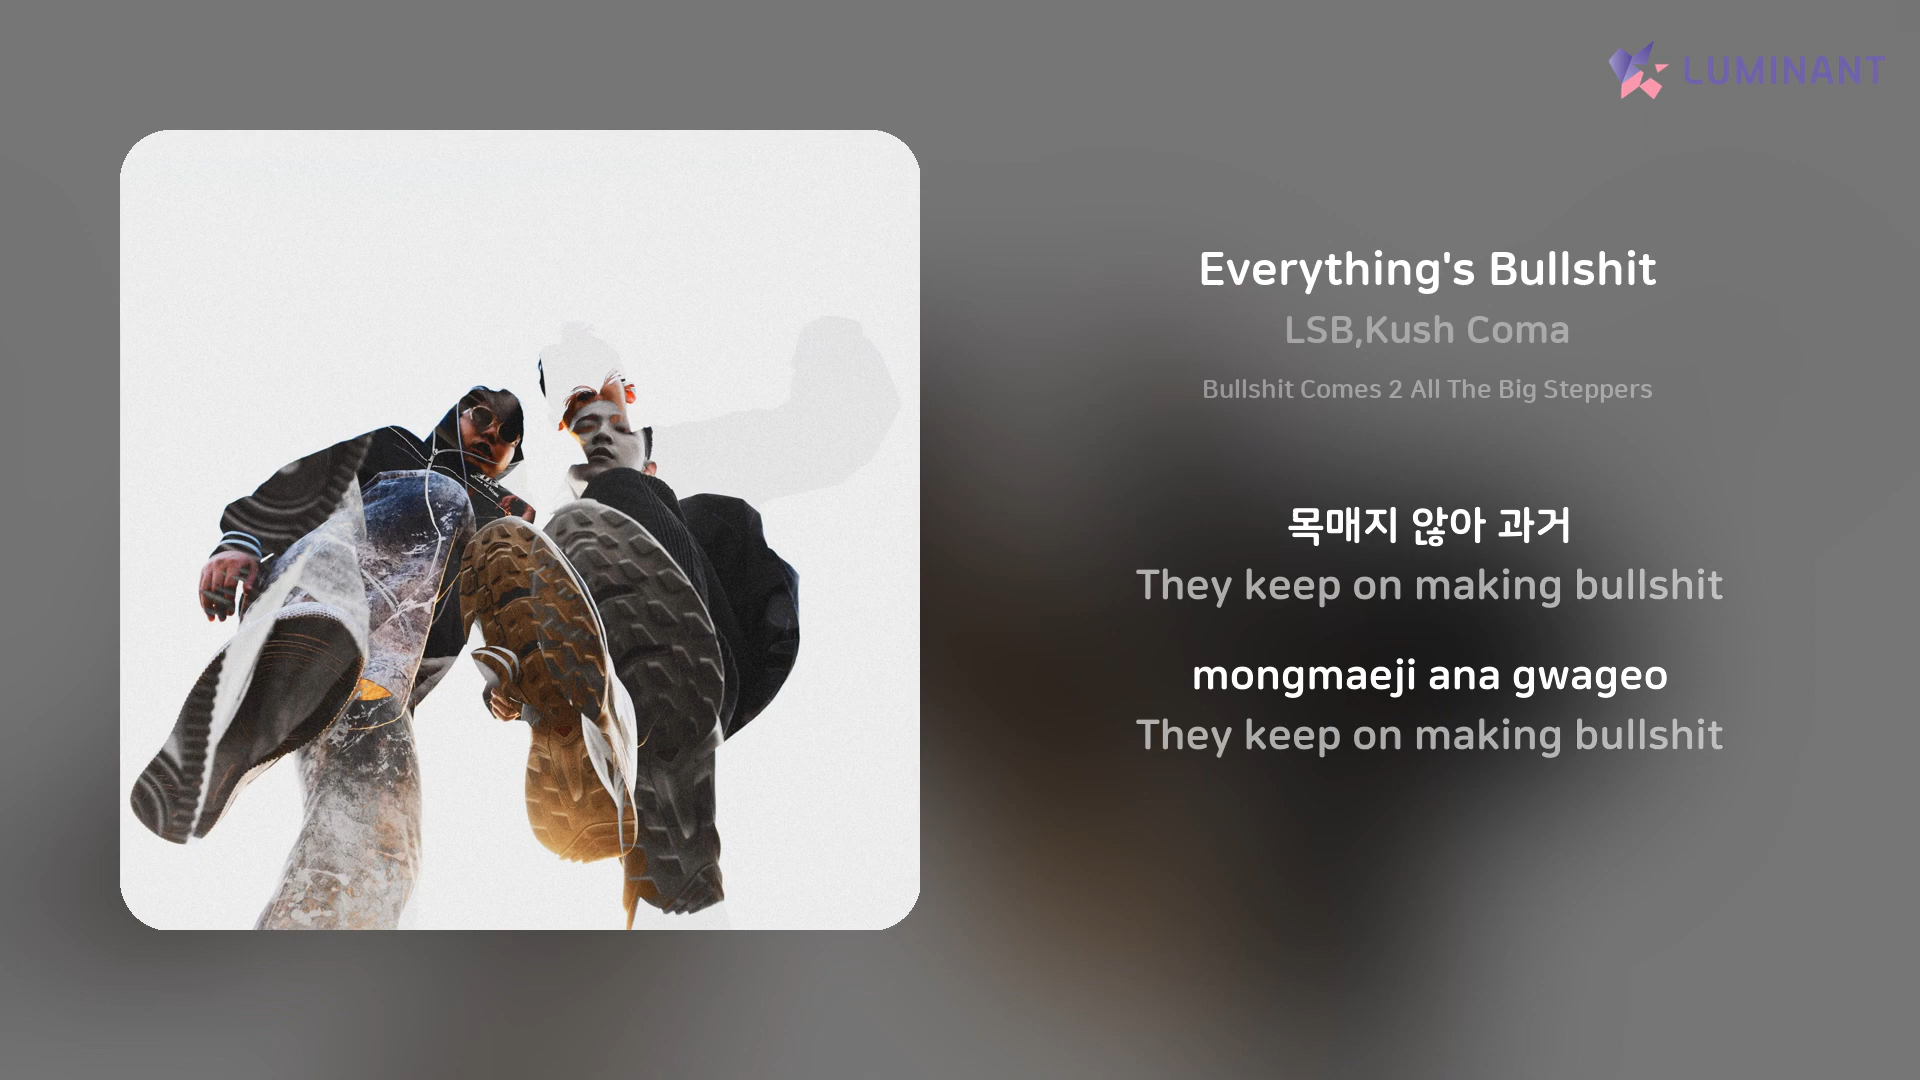 LUMINANT
Everything's Bullshit
LSB,Kush Coma
Bullshit Comes 2 All The Big Steppers
목매지 않아 과거
They keep on making bullshit
mongmaeji ana gwageo
They keep on making bullshit